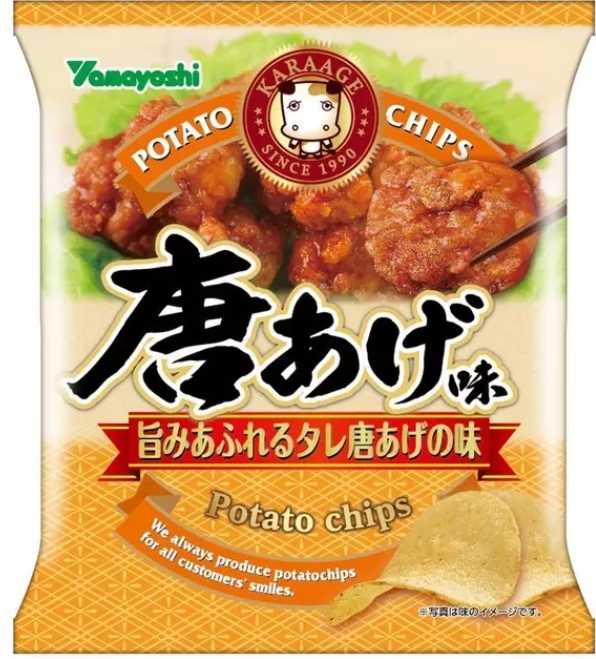 Yamayoshi
KARAAGE
SINCE 1990
POTATO CHIPS
唐あげ味
旨みあふれるタレ唐あげの味
Potato chips
We always produce potatochips
for all customers' smiles.
※写真は味のイメージです。